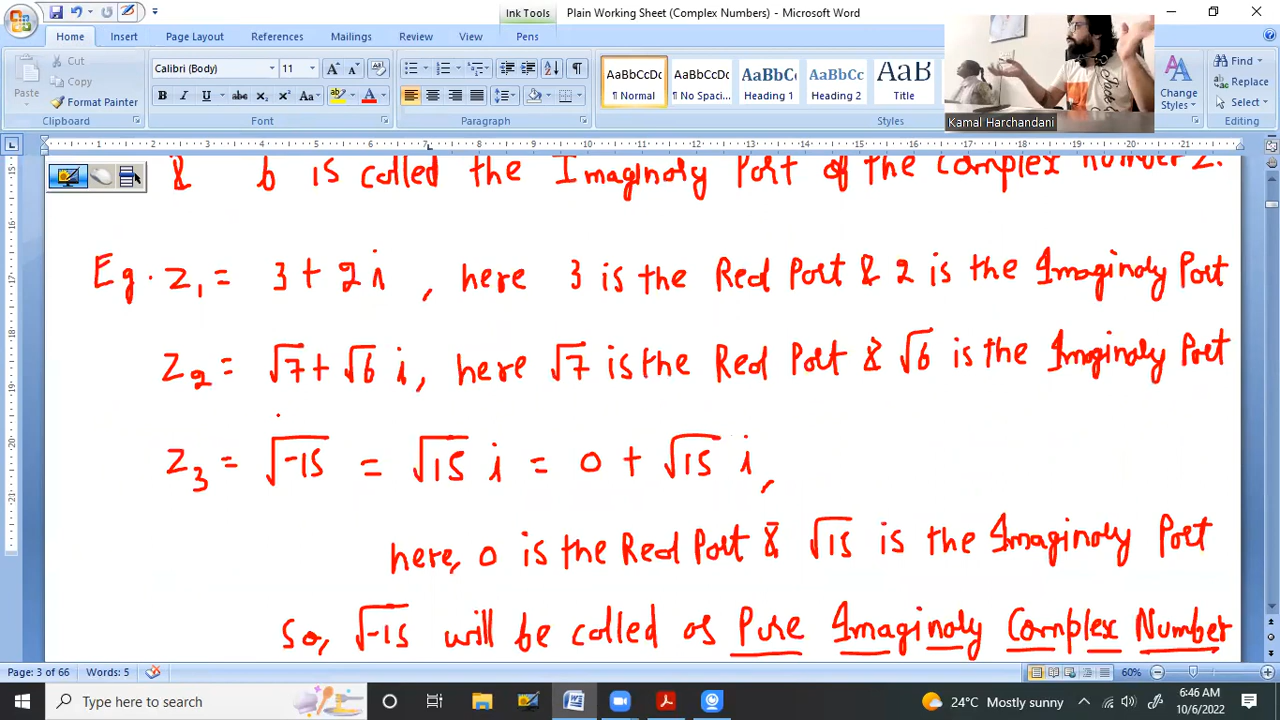 Ink Tools
Plain Working Sheet (Complex Numbers) - Microsoft Word
Home Insert Page Layout References Mailings Review View Pens
Paste
Cut
Copy
Format Painter
Clipboard
Calibri (Body) 11
Font
Paragraph
AaBbCcDc AaBbCcDc AaBbCc AaBbCc AaB
¶ Normal ¶ No Spaci... Heading 1 Heading 2 Title
Styles
Change
Styles
Find
Replace
Select
Editing
Kamal Harchandani
& b is called the Imaginary Part of the Complex number Z.
Eg. Z1 = 3 + 2i, here 3 is the Real Part & 2 is the Imaginary Part
Z2 = √7 + √6 i, here √7 is the Real Part & √6 is the Imaginary Part
Z3 = √-15 = √15 i = 0 + √15 i,
here, 0 is the Real Part & √15 is the Imaginary Part
So, √-15 will be called as Pure Imaginary Complex Number
Page: 3 of 66 Words: 5 60%
Type here to search
24°C Mostly sunny
6:46 AM
10/6/2022